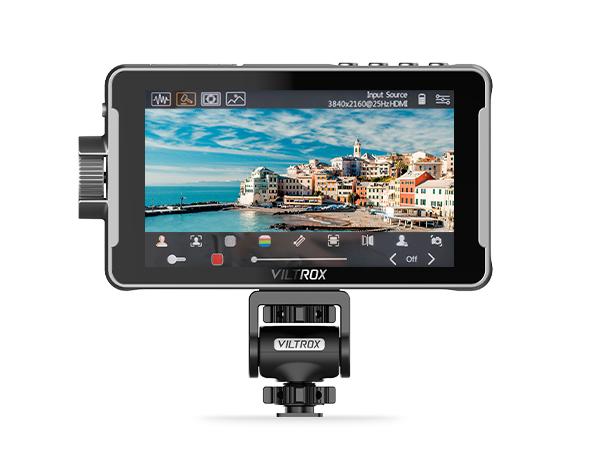 Input Source
3840x2160@25Hz HDMI
Off
VILTROX
VILTROX